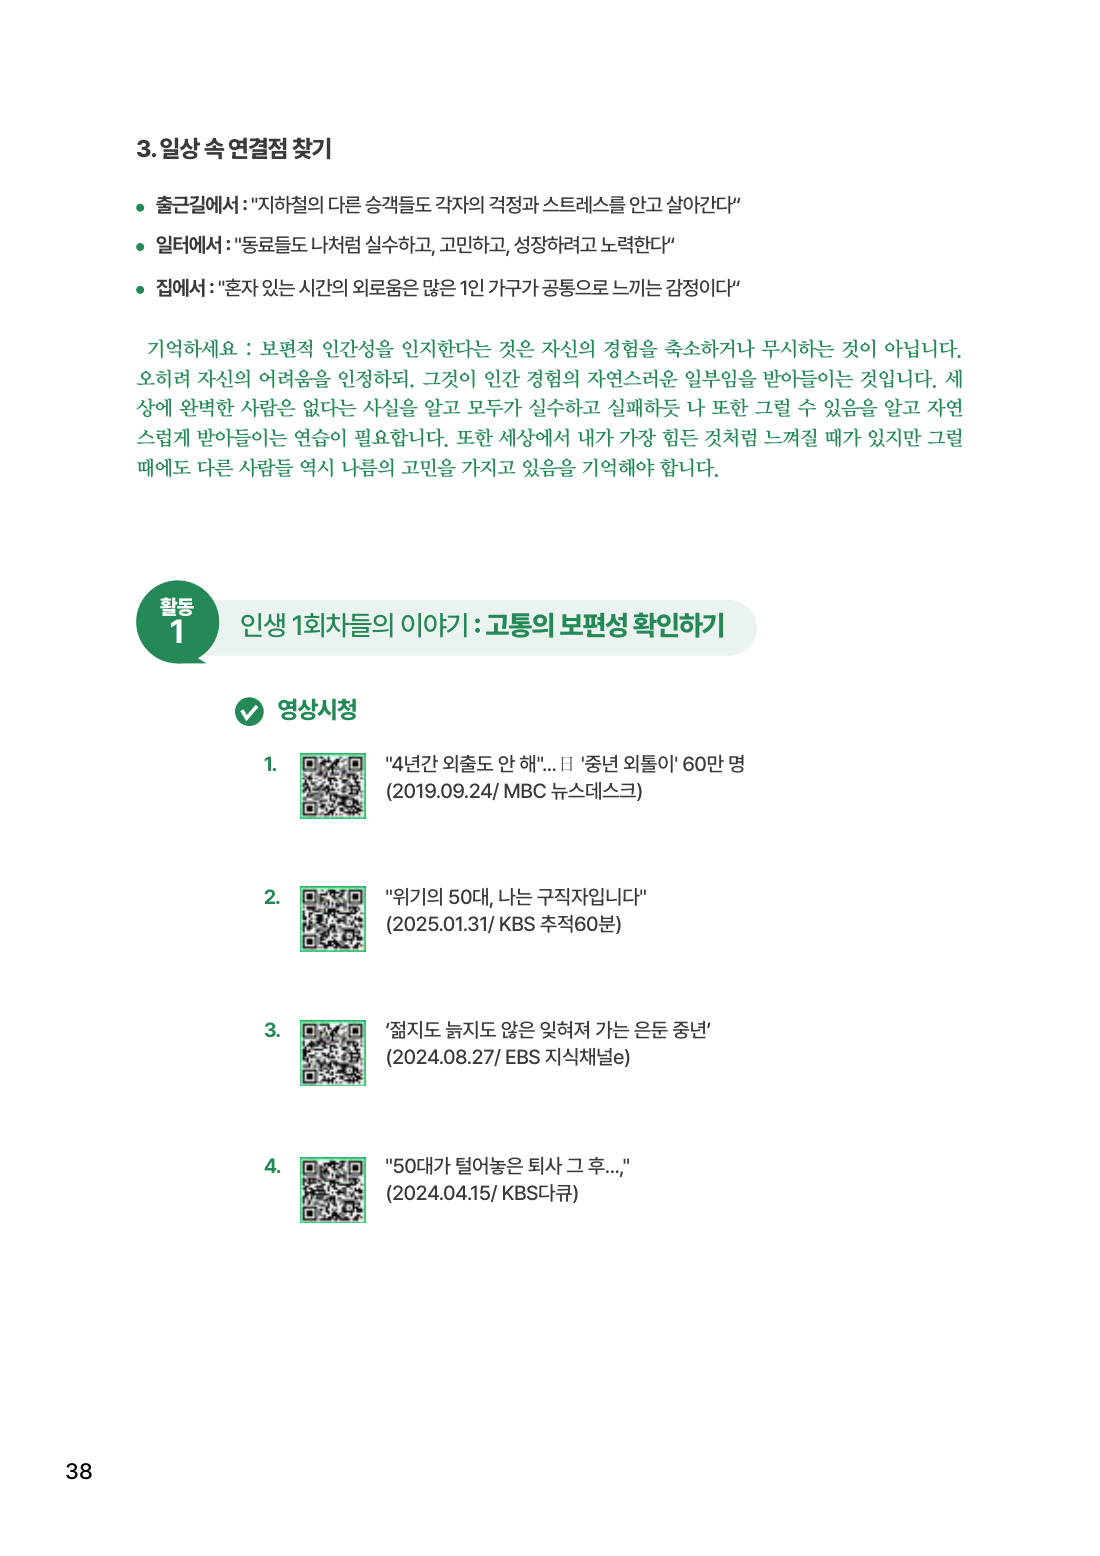 3. 일상 속 연결점 찾기
출근길에서 : "지하철의 다른 승객들도 각자의 걱정과 스트레스를 안고 살아간다“
일터에서 : "동료들도 나처럼 실수하고, 고민하고, 성장하려고 노력한다“
집에서 : "혼자 있는 시간의 외로움은 많은 1인 가구가 공통으로 느끼는 감정이다“
기억하세요 : 보편적 인간성을 인지한다는 것은 자신의 경험을 축소하거나 무시하는 것이 아닙니다.
오히려 자신의 어려움을 인정하되, 그것이 인간 경험의 자연스러운 일부임을 받아들이는 것입니다. 세
상에 완벽한 사람은 없다는 사실을 알고 모두가 실수하고 실패하듯 나 또한 그럴 수 있음을 알고 자연
스럽게 받아들이는 연습이 필요합니다. 또한 세상에서 내가 가장 힘든 것처럼 느껴질 때가 있지만 그럴
때에도 다른 사람들 역시 나름의 고민을 가지고 있음을 기억해야 합니다.
활동
1
인생 1회차들의 이야기 : 고통의 보편성 확인하기
영상시청
1. "4년간 외출도 안 해"... 日 '중년 외톨이' 60만 명
(2019.09.24/ MBC 뉴스데스크)
2. "위기의 50대, 나는 구직자입니다"
(2025.01.31/ KBS 추적60분)
3. ‘젊지도 늙지도 않은 잊혀져 가는 은둔 중년’
(2024.08.27/ EBS 지식채널e)
4. "50대가 털어놓은 퇴사 그 후...,"
(2024.04.15/ KBS다큐)
38